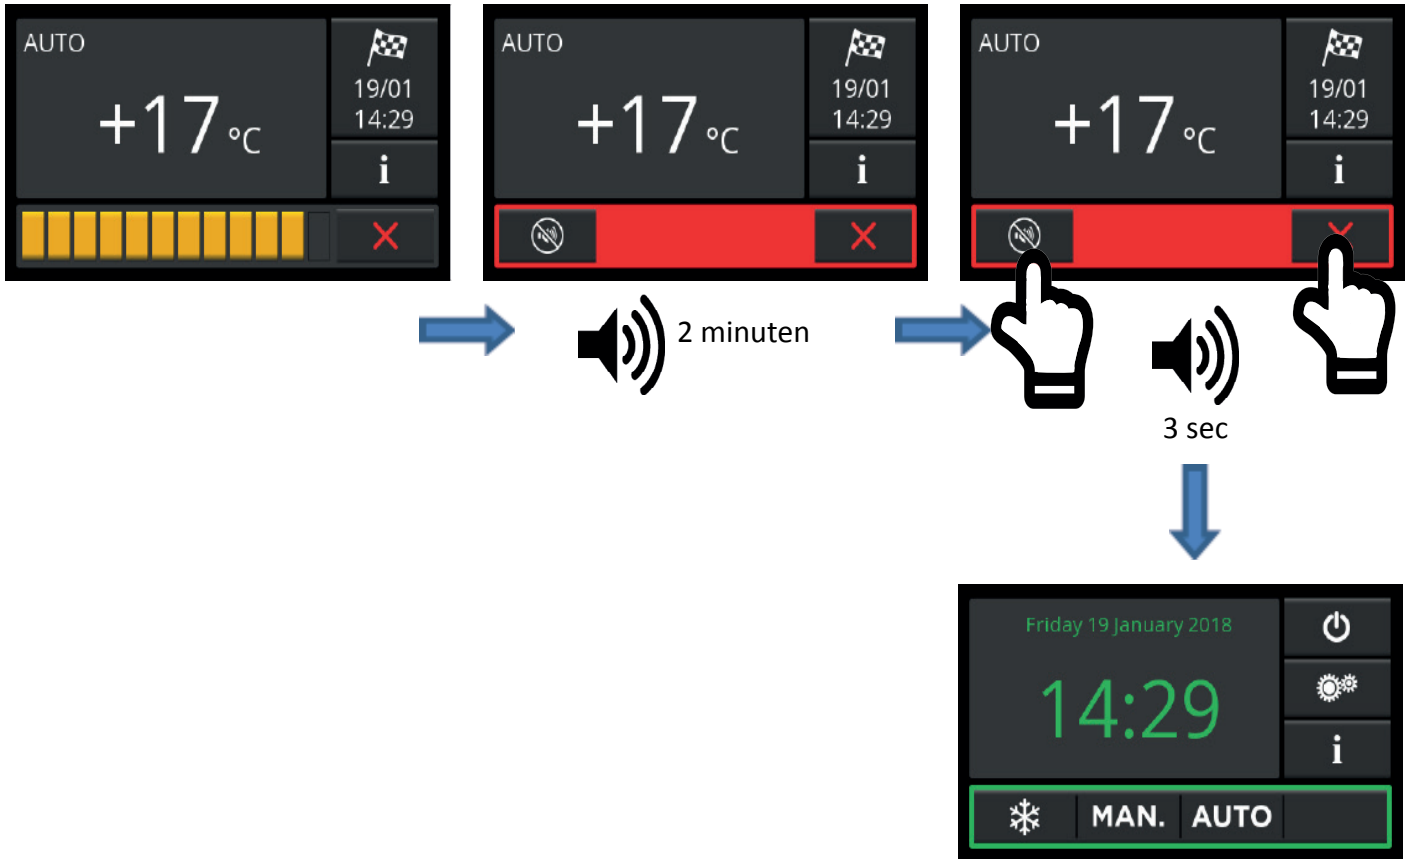 AUTO
+17 °C
19/01
14:29
i
AUTO
+17 °C
19/01
14:29
i
2 minuten
AUTO
+17 °C
19/01
14:29
i
3 sec
Friday 19 January 2018
14:29
i
MAN. AUTO